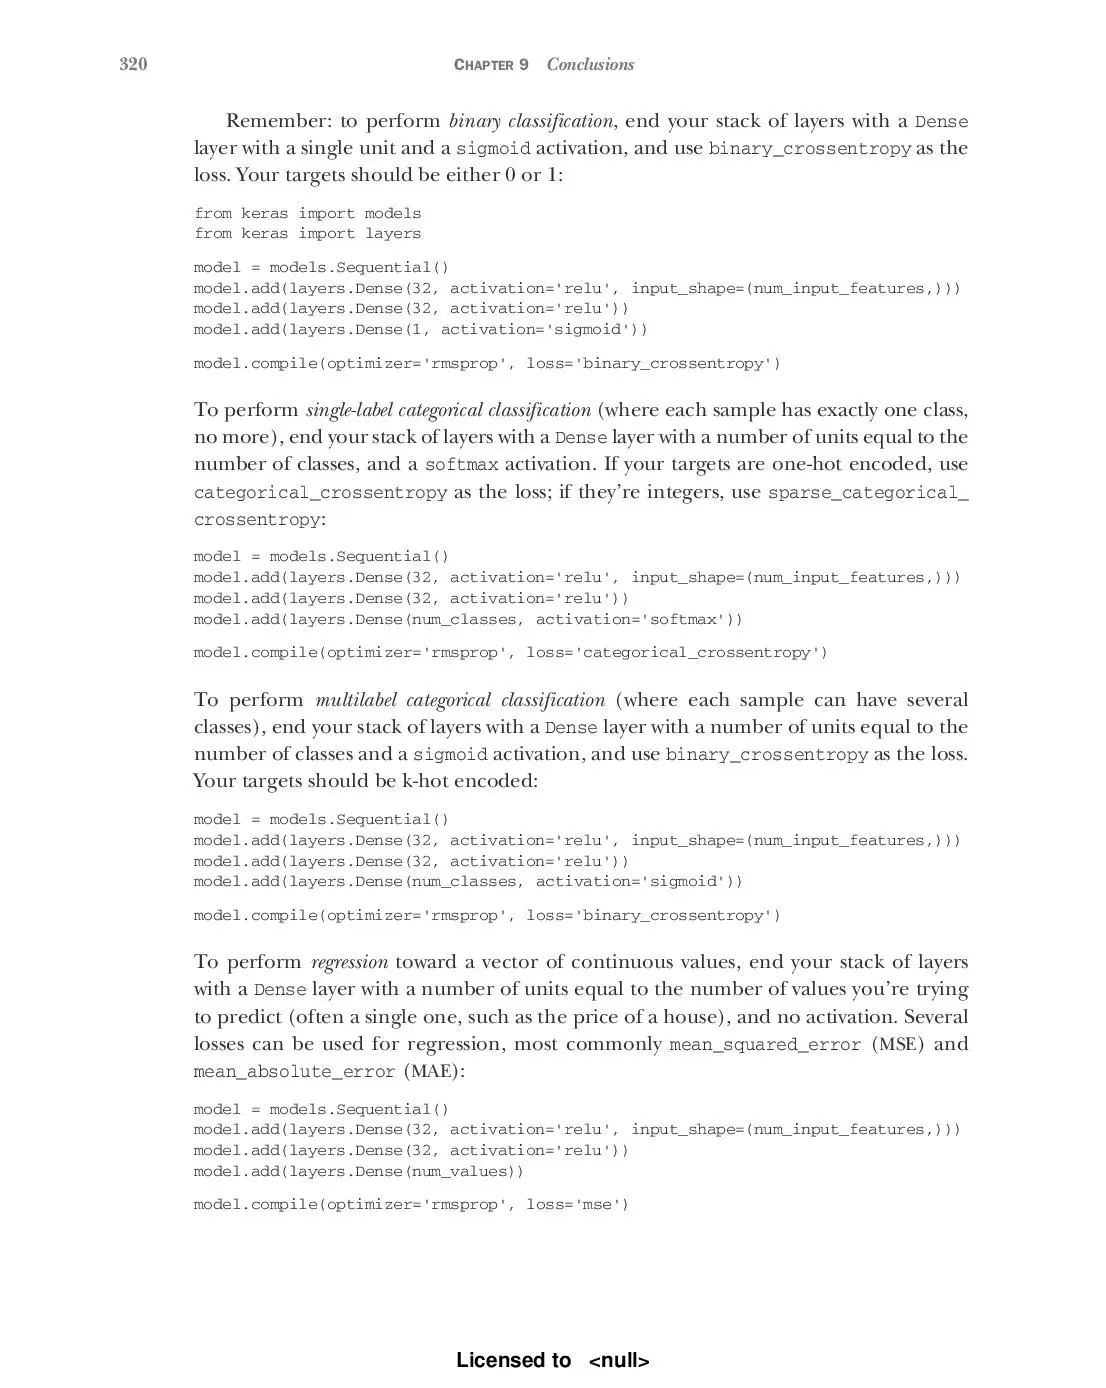 320 CHAPTER 9 Conclusions
Remember: to perform binary classification, end your stack of layers with a Dense
layer with a single unit and a sigmoid activation, and use binary_crossentropy as the
loss. Your targets should be either 0 or 1:
from keras import models
from keras import layers
model = models.Sequential()
model.add(layers.Dense(32, activation='relu', input_shape=(num_input_features,)))
model.add(layers.Dense(32, activation='relu'))
model.add(layers.Dense(1, activation='sigmoid'))
model.compile(optimizer='rmsprop', loss='binary_crossentropy')
To perform single-label categorical classification (where each sample has exactly one class,
no more), end your stack of layers with a Dense layer with a number of units equal to the
number of classes, and a softmax activation. If your targets are one-hot encoded, use
categorical_crossentropy as the loss; if they're integers, use sparse_categorical_
crossentropy:
model = models.Sequential()
model.add(layers.Dense(32, activation='relu', input_shape=(num_input_features,)))
model.add(layers.Dense(32, activation='relu'))
model.add(layers.Dense(num_classes, activation='softmax'))
model.compile(optimizer='rmsprop', loss='categorical_crossentropy')
To perform multilabel categorical classification (where each sample can have several
classes), end your stack of layers with a Dense layer with a number of units equal to the
number of classes and a sigmoid activation, and use binary_crossentropy as the loss.
Your targets should be k-hot encoded:
model = models.Sequential()
model.add(layers.Dense(32, activation='relu', input_shape=(num_input_features,)))
model.add(layers.Dense(32, activation='relu'))
model.add(layers.Dense(num_classes, activation='sigmoid'))
model.compile(optimizer='rmsprop', loss='binary_crossentropy')
To perform regression toward a vector of continuous values, end your stack of layers
with a Dense layer with a number of units equal to the number of values you're trying
to predict (often a single one, such as the price of a house), and no activation. Several
losses can be used for regression, most commonly mean_squared_error (MSE) and
mean_absolute_error (MAE):
model = models.Sequential()
model.add(layers.Dense(32, activation='relu', input_shape=(num_input_features,)))
model.add(layers.Dense(32, activation='relu'))
model.add(layers.Dense(num_values))
model.compile(optimizer='rmsprop', loss='mse')
Licensed to <null>